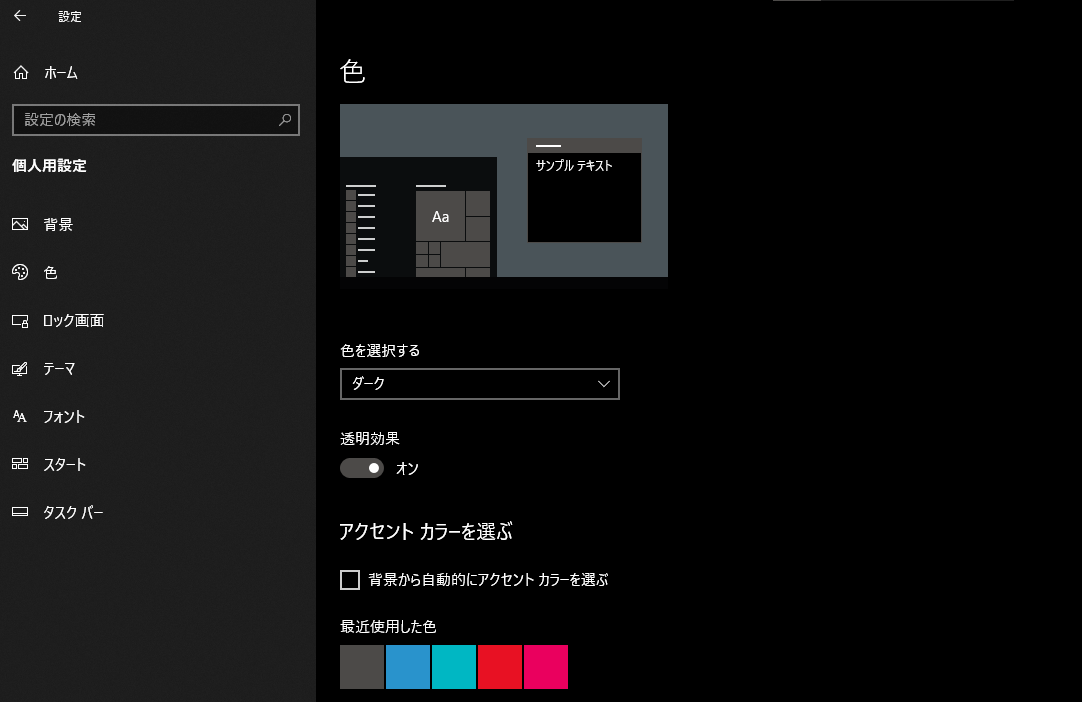 設定
ホーム
設定の検索
個人用設定
背景
色
ロック画面
テーマ
フォント
スタート
タスク バー
色
サンプル テキスト
Aa
色を選択する
ダーク
透明効果
オン
アクセント カラーを選ぶ
背景から自動的にアクセント カラーを選ぶ
最近使用した色